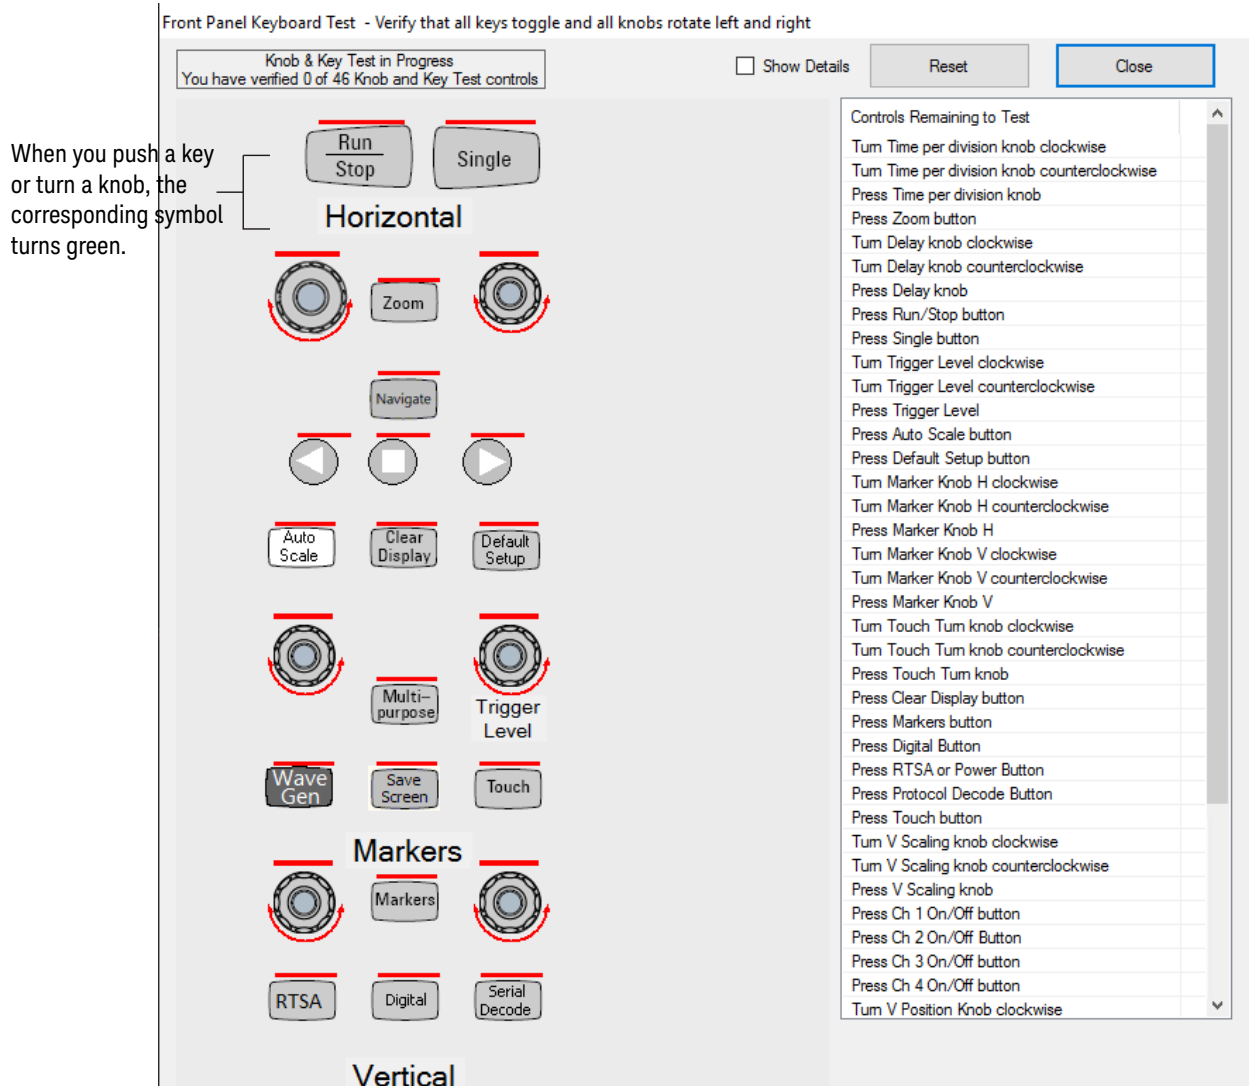 Front Panel Keyboard Test  - Verify that all keys toggle and all knobs rotate left and right
Knob & Key Test in Progress
You have verified 0 of 46 Knob and Key Test controls
Show Details
Reset
Close
When you push a key
or turn a knob, the
corresponding symbol
turns green.
Run
Stop
Single
Horizontal
Zoom
Navigate
Auto
Scale
Clear
Display
Default
Setup
Multi-
purpose
Trigger
Level
Wave
Gen
Save
Screen
Touch
Markers
Markers
RTSA
Digital
Serial
Decode
Vertical
Controls Remaining to Test
Turn Time per division knob clockwise
Turn Time per division knob counterclockwise
Press Time per division knob
Press Zoom button
Turn Delay knob clockwise
Turn Delay knob counterclockwise
Press Delay knob
Press Run/Stop button
Press Single button
Turn Trigger Level clockwise
Turn Trigger Level counterclockwise
Press Trigger Level
Press Auto Scale button
Press Default Setup button
Turn Marker Knob H clockwise
Turn Marker Knob H counterclockwise
Press Marker Knob H
Turn Marker Knob V clockwise
Turn Marker Knob V counterclockwise
Press Marker Knob V
Turn Touch Turn knob clockwise
Turn Touch Turn knob counterclockwise
Press Touch Turn knob
Press Clear Display button
Press Markers button
Press Digital Button
Press RTSA or Power Button
Press Protocol Decode Button
Press Touch button
Turn V Scaling knob clockwise
Turn V Scaling knob counterclockwise
Press V Scaling knob
Press Ch 1 On/Off button
Press Ch 2 On/Off Button
Press Ch 3 On/Off button
Press Ch 4 On/Off button
Turn V Position Knob clockwise